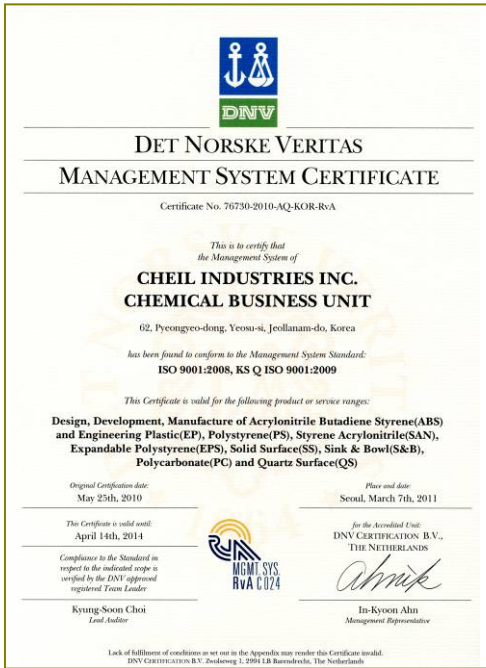 DNV
DET NORSKE VERITAS
MANAGEMENT SYSTEM CERTIFICATE
Certificate No. 76730-2010-AQ-KOR-RvA
This is to certify that
the Management System of
CHEIL INDUSTRIES INC.
CHEMICAL BUSINESS UNIT
62, Pyeongyeo-dong, Yeosu-si, Jeollanam-do, Korea
has been found to conform to the Management System Standard:
ISO 9001:2008, KS Q ISO 9001:2009
This Certificate is valid for the following product or service ranges:
Design, Development, Manufacture of Acrylonitrile Butadiene Styrene(ABS)
and Engineering Plastic(EP), Polystyrene(PS), Styrene Acrylonitrile(SAN),
Expandable Polystyrene(EPS), Solid Surface(SS), Sink & Bowl(S&B),
Polycarbonate(PC) and Quartz Surface(QS)
Original Certification date:
May 25th, 2010
Place and date:
Seoul, March 7th, 2011
This Certificate is valid until:
April 14th, 2014
for the Accredited Unit:
DNV CERTIFICATION B.V.,
THE NETHERLANDS
Compliance to the Standard in
respect to the indicated scope is
verified by the DNV approved
registered Team Leader
RVA
MGMT. SYS.
RvA C 024
Kyung-Soon Choi
Lead Auditor
In-Kyoon Ahn
Management Representative
Lack of fulfilment of conditions as set out in the Appendix may render this Certificate invalid.
DNV CERTIFICATION B.V. Zwolseweg 1, 2994 LB Barendrecht, The Netherlands